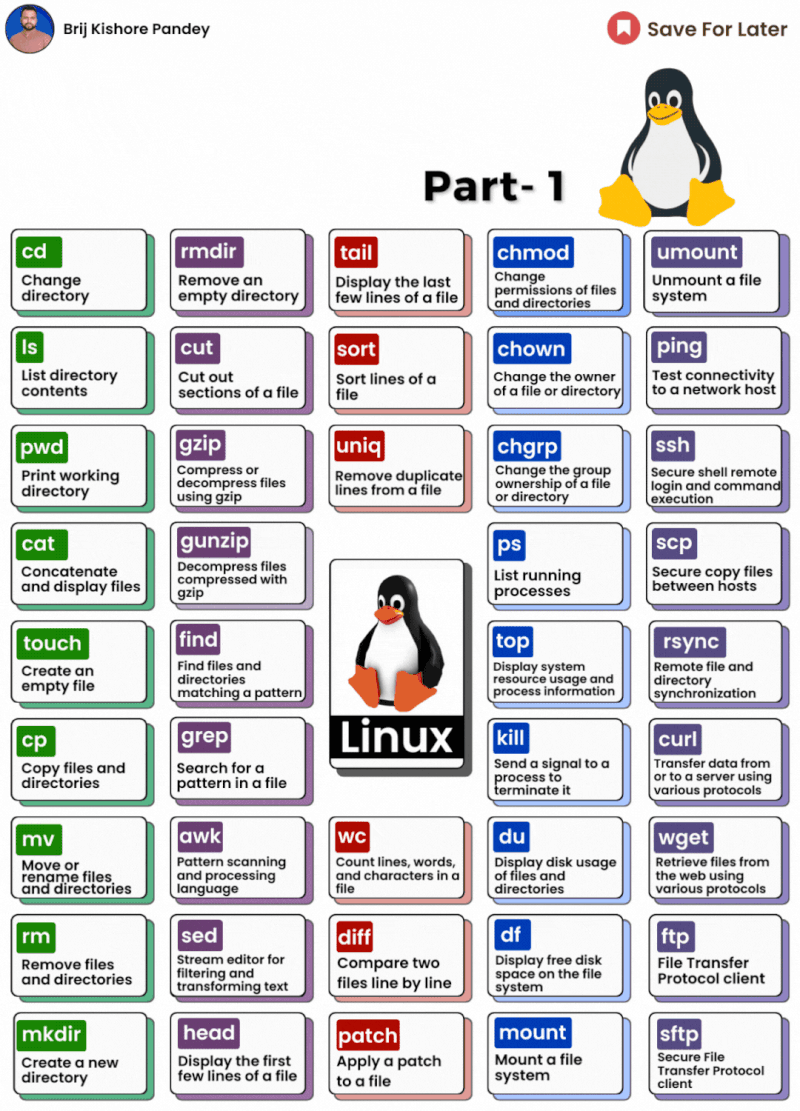 Brij Kishore Pandey
Save For Later
Part- 1
cd
Change
directory
rmdir
Remove an
empty directory
tail
Display the last
few lines of a file
chmod
Change
permissions of files
and directories
umount
Unmount a file
system
ls
List directory
contents
cut
Cut out
sections of a file
sort
Sort lines of a
file
chown
Change the owner
of a file or directory
ping
Test connectivity
to a network host
pwd
Print working
directory
gzip
Compress or
decompress files
using gzip
uniq
Remove duplicate
lines from a file
chgrp
Change the group
ownership of a file
or directory
ssh
Secure shell remote
login and command
execution
cat
Concatenate
and display files
gunzip
Decompress files
compressed with
gzip
ps
List running
processes
scp
Secure copy files
between hosts
touch
Create an
empty file
find
Find files and
directories
matching a pattern
Linux
top
Display system
resource usage and
process information
rsync
Remote file and
directory
synchronization
cp
Copy files and
directories
grep
Search for a
pattern in a file
kill
Send a signal to a
process to
terminate it
curl
Transfer data from
or to a server using
various protocols
mv
Move or
rename files
and directories
awk
Pattern scanning
and processing
language
wc
Count lines, words,
and characters in a
file
du
Display disk usage
of files and
directories
wget
Retrieve files from
the web using
various protocols
rm
Remove files
and directories
sed
Stream editor for
filtering and
transforming text
diff
Compare two
files line by line
df
Display free disk
space on the file
system
ftp
File Transfer
Protocol client
mkdir
Create a new
directory
head
Display the first
few lines of a file
patch
Apply a patch
to a file
mount
Mount a file
system
sftp
Secure File
Transfer Protocol
client